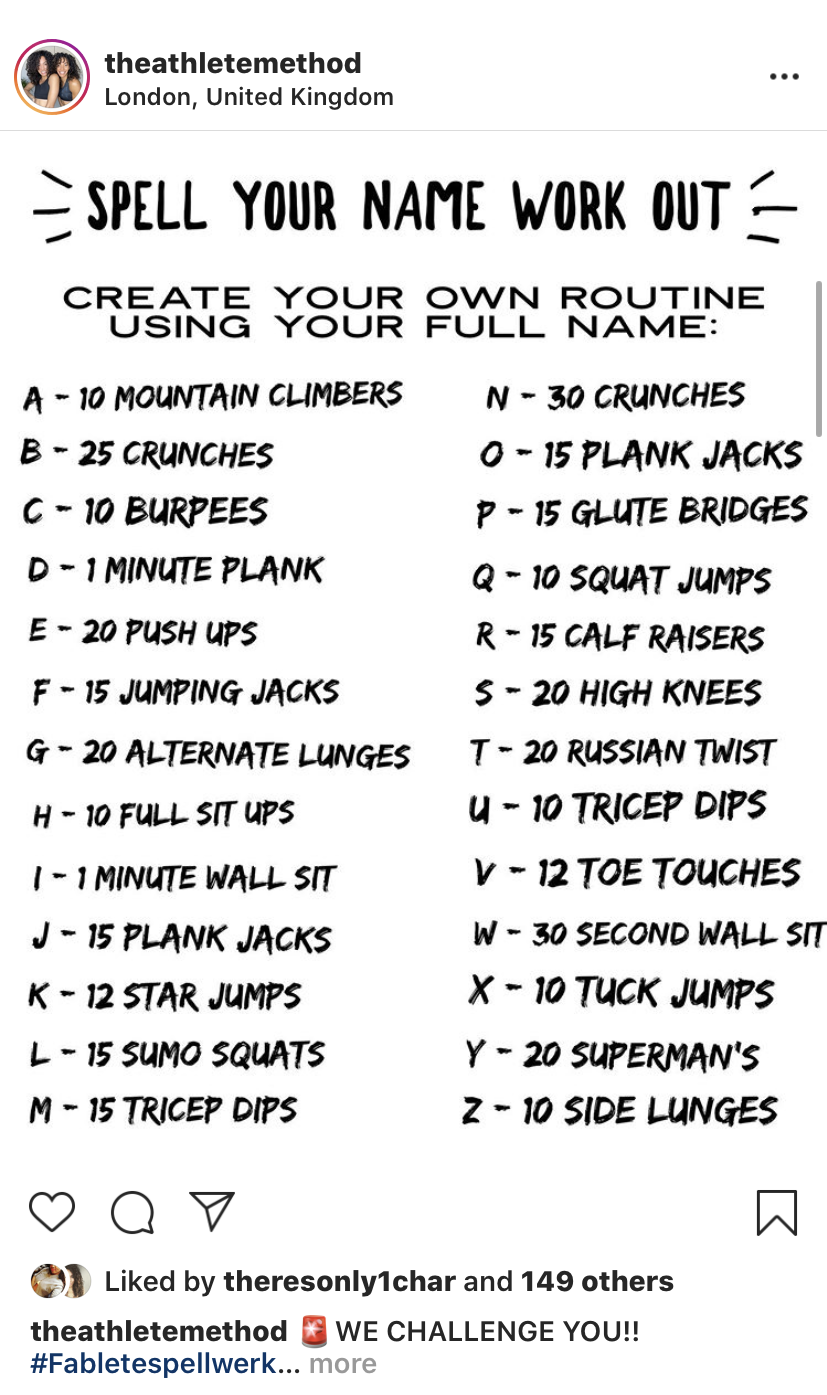 theathletemethod
London, United Kingdom
SPELL YOUR NAME WORK OUT
CREATE YOUR OWN ROUTINE
USING YOUR FULL NAME:
A - 10 MOUNTAIN CLIMBERS
B - 25 CRUNCHES
C - 10 BURPEES
D - 1 MINUTE PLANK
E - 20 PUSH UPS
F - 15 JUMPING JACKS
G - 20 ALTERNATE LUNGES
H - 10 FULL SIT UPS
I - 1 MINUTE WALL SIT
J - 15 PLANK JACKS
K - 12 STAR JUMPS
L - 15 SUMO SQUATS
M - 15 TRICEP DIPS
N - 30 CRUNCHES
O - 15 PLANK JACKS
P - 15 GLUTE BRIDGES
Q - 10 SQUAT JUMPS
R - 15 CALF RAISERS
S - 20 HIGH KNEES
T - 20 RUSSIAN TWIST
U - 10 TRICEP DIPS
V - 12 TOE TOUCHES
W - 30 SECOND WALL SIT
X - 10 TUCK JUMPS
Y - 20 SUPERMAN'S
Z - 10 SIDE LUNGES
Liked by theresonly1char and 149 others
theathletemethod 🚨 WE CHALLENGE YOU!!
#Fabletespellwerk... more